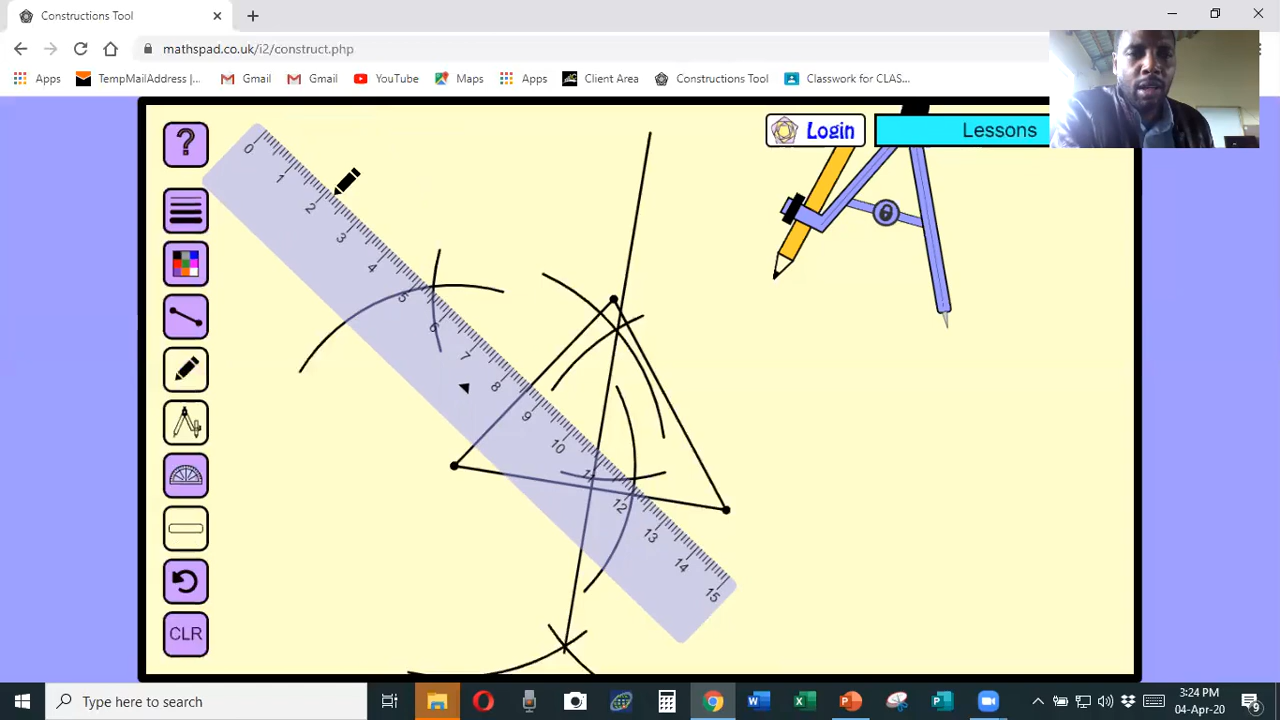 Constructions Tool
mathspad.co.uk/i2/construct.php
Apps TempMailAddress |... Gmail Gmail YouTube Maps Apps Client Area Constructions Tool Classwork for CLAS...
? Login Lessons
0
1
2
3
4
5
6
7
8
9
10
11
12
13
14
15
CLR
Type here to search
3:24 PM
04-Apr-20
9